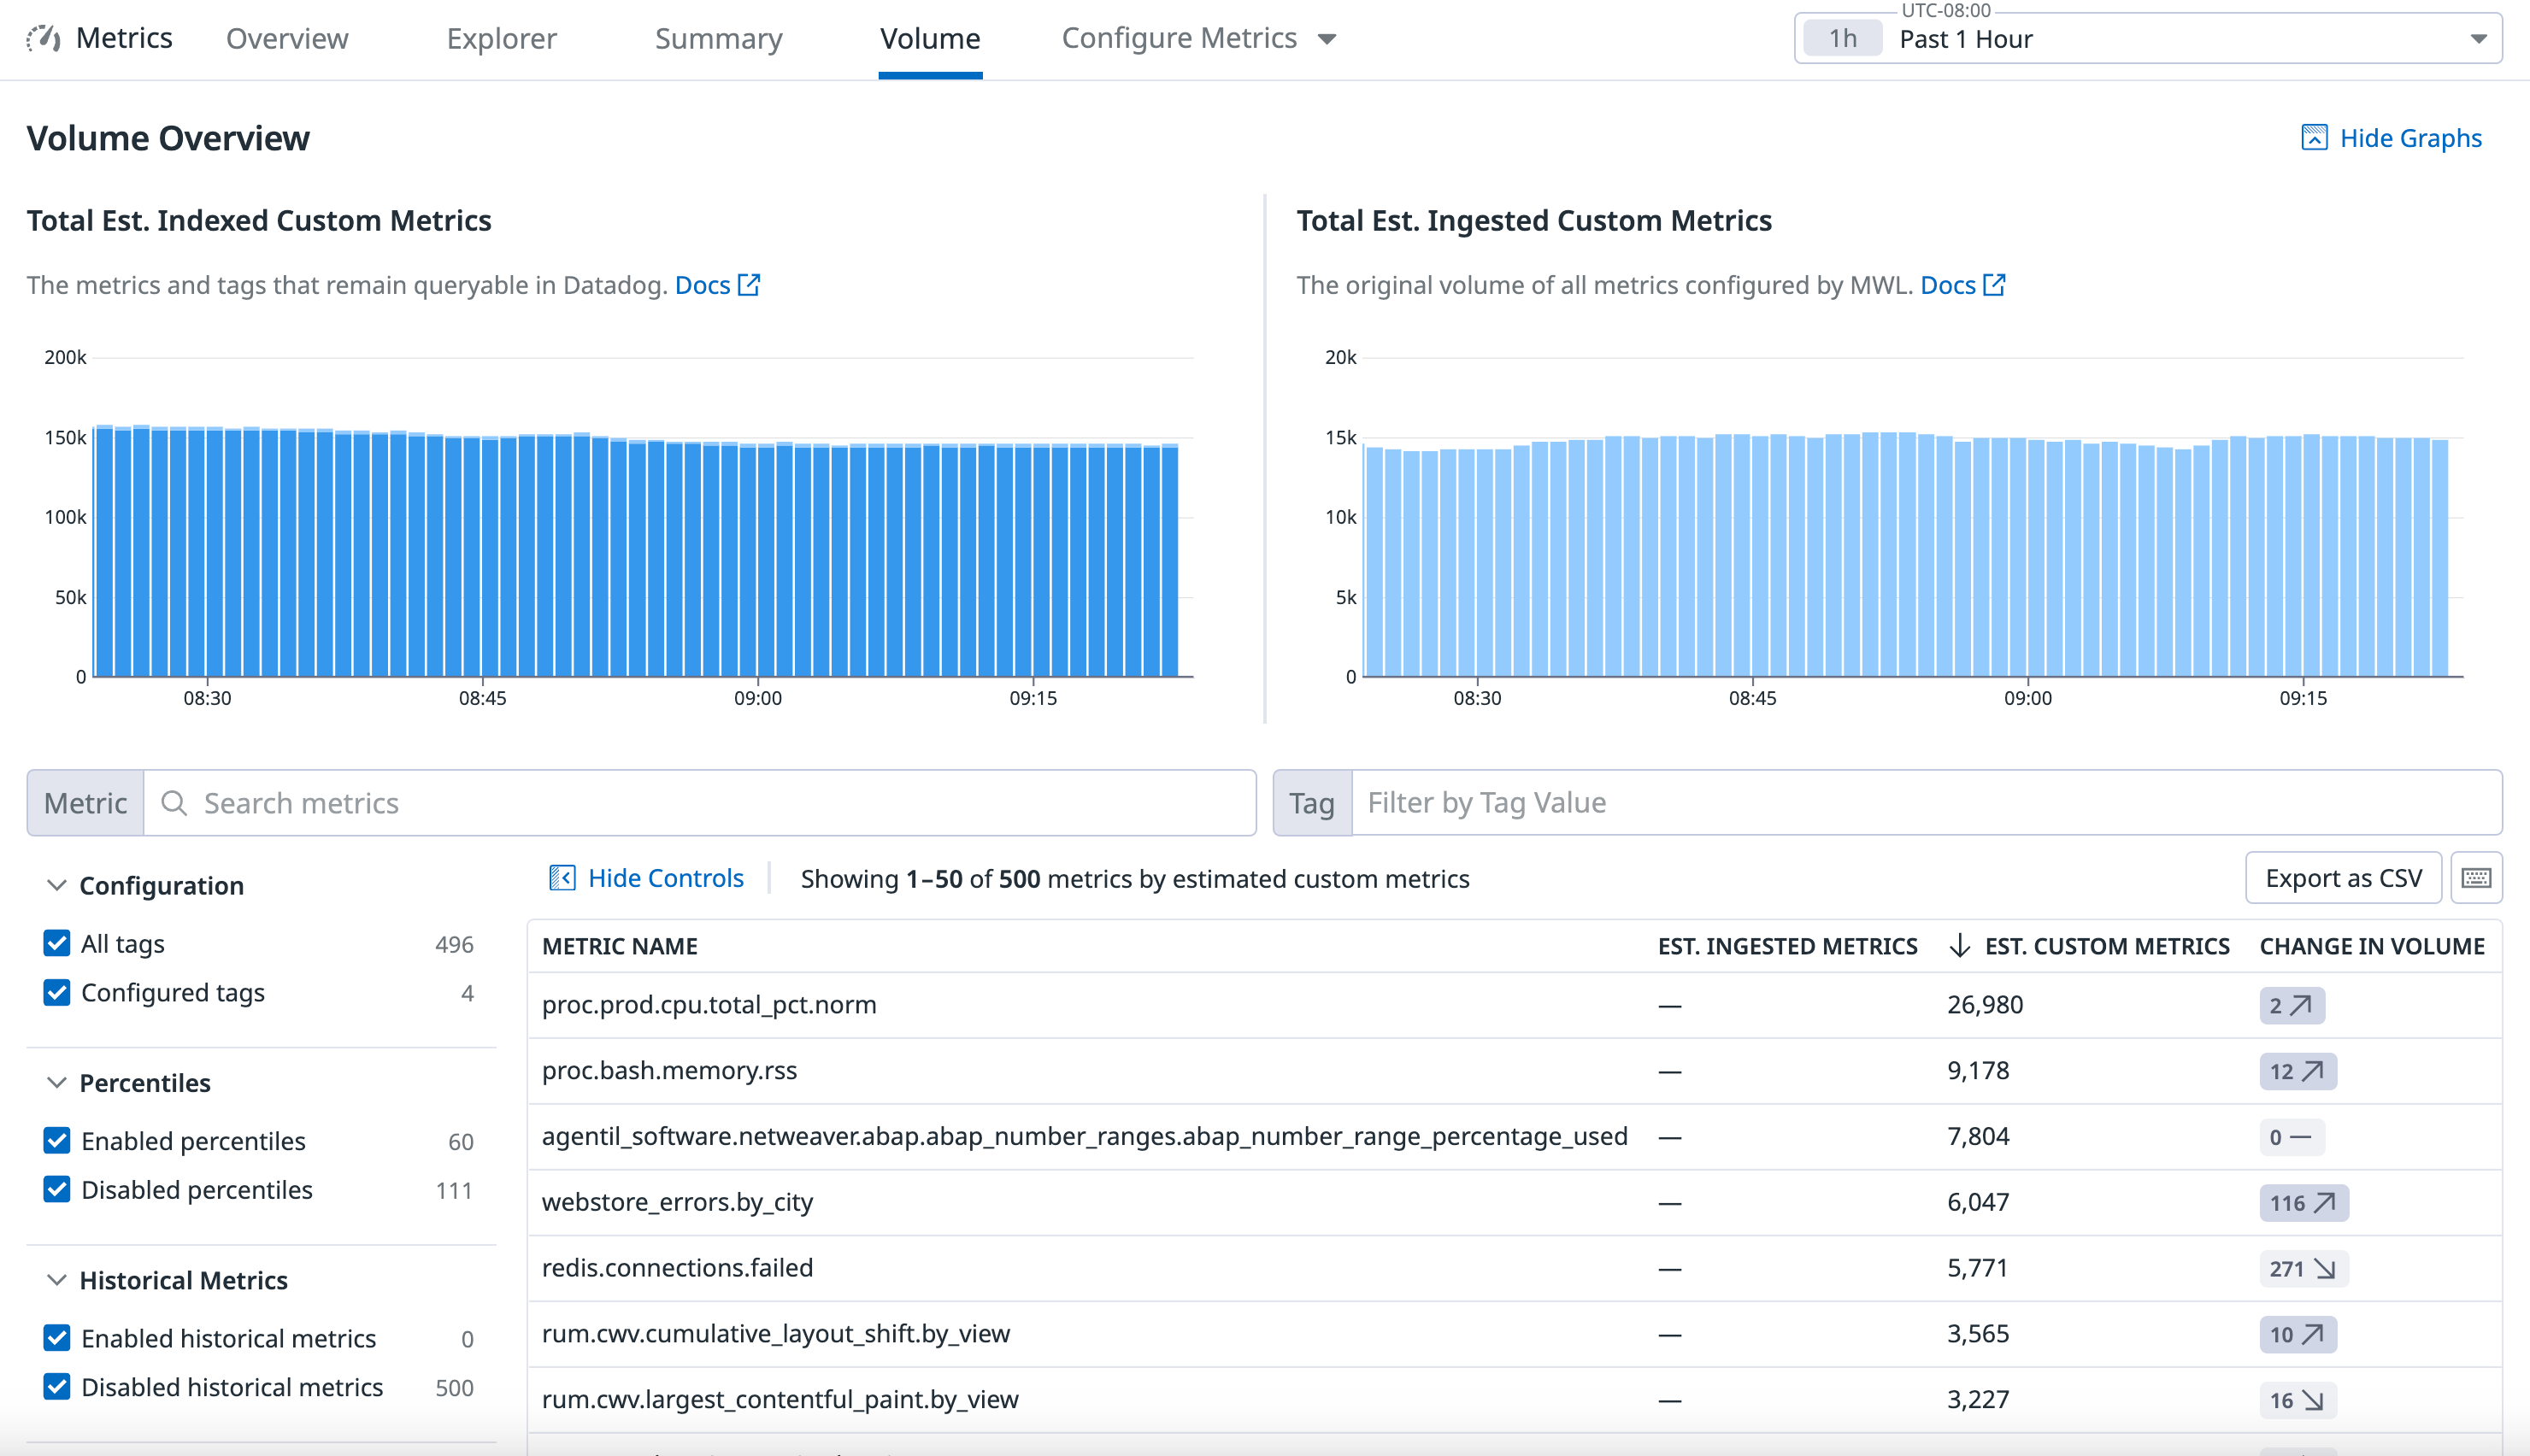 Metrics Overview Explorer Summary Volume Configure Metrics
UTC-08:00
1h Past 1 Hour
Volume Overview
Hide Graphs
Total Est. Indexed Custom Metrics
The metrics and tags that remain queryable in Datadog. Docs
200k
150k
100k
50k
0
08:30 08:45 09:00 09:15
Total Est. Ingested Custom Metrics
The original volume of all metrics configured by MWL. Docs
20k
15k
10k
5k
0
08:30 08:45 09:00 09:15
Metric Search metrics
Tag Filter by Tag Value
Configuration
All tags 496
Configured tags 4
Percentiles
Enabled percentiles 60
Disabled percentiles 111
Historical Metrics
Enabled historical metrics 0
Disabled historical metrics 500
Hide Controls Showing 1–50 of 500 metrics by estimated custom metrics
Export as CSV
METRIC NAME EST. INGESTED METRICS ↓ EST. CUSTOM METRICS CHANGE IN VOLUME
proc.prod.cpu.total_pct.norm — 26,980 2 ↗
proc.bash.memory.rss — 9,178 12 ↗
agentil_software.netweaver.abap.abap_number_ranges.abap_number_range_percentage_used — 7,804 0 —
webstore_errors.by_city — 6,047 116 ↗
redis.connections.failed — 5,771 271 ↘
rum.cwv.cumulative_layout_shift.by_view — 3,565 10 ↗
rum.cwv.largest_contentful_paint.by_view — 3,227 16 ↘